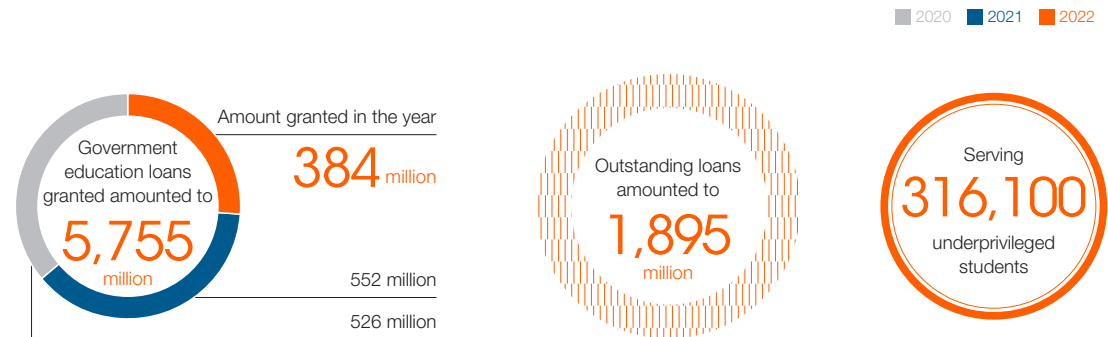 2020 2021 2022
Government
education loans
granted amounted to
5,755
million
Amount granted in the year
384 million
552 million
526 million
Outstanding loans
amounted to
1,895
million
Serving
316,100
underprivileged
students